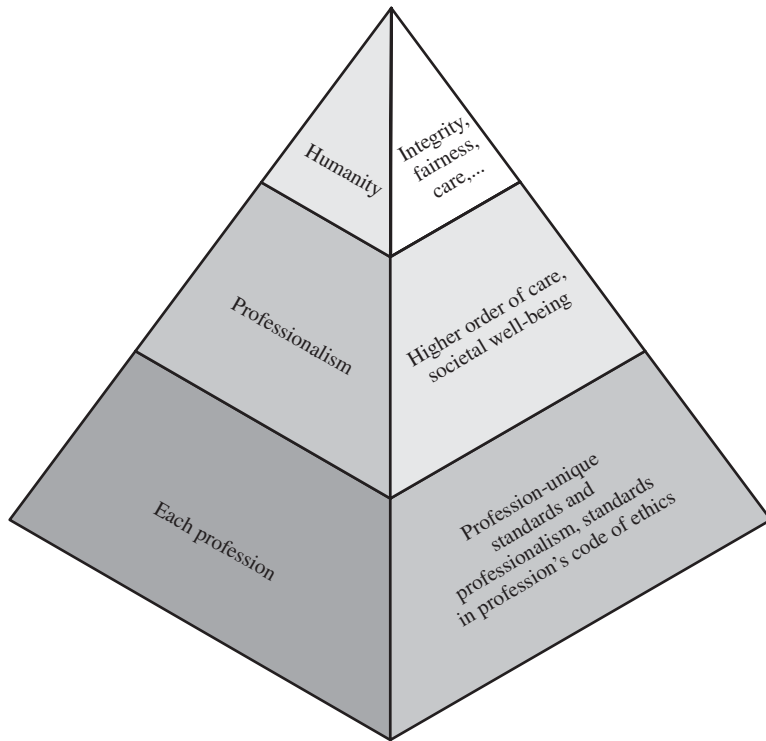 Humanity
Integrity,
fairness,
care,...
Professionalism
Higher order of care,
societal well-being
Each profession
Profession-unique
standards and
professionalism, standards
in profession’s code of ethics